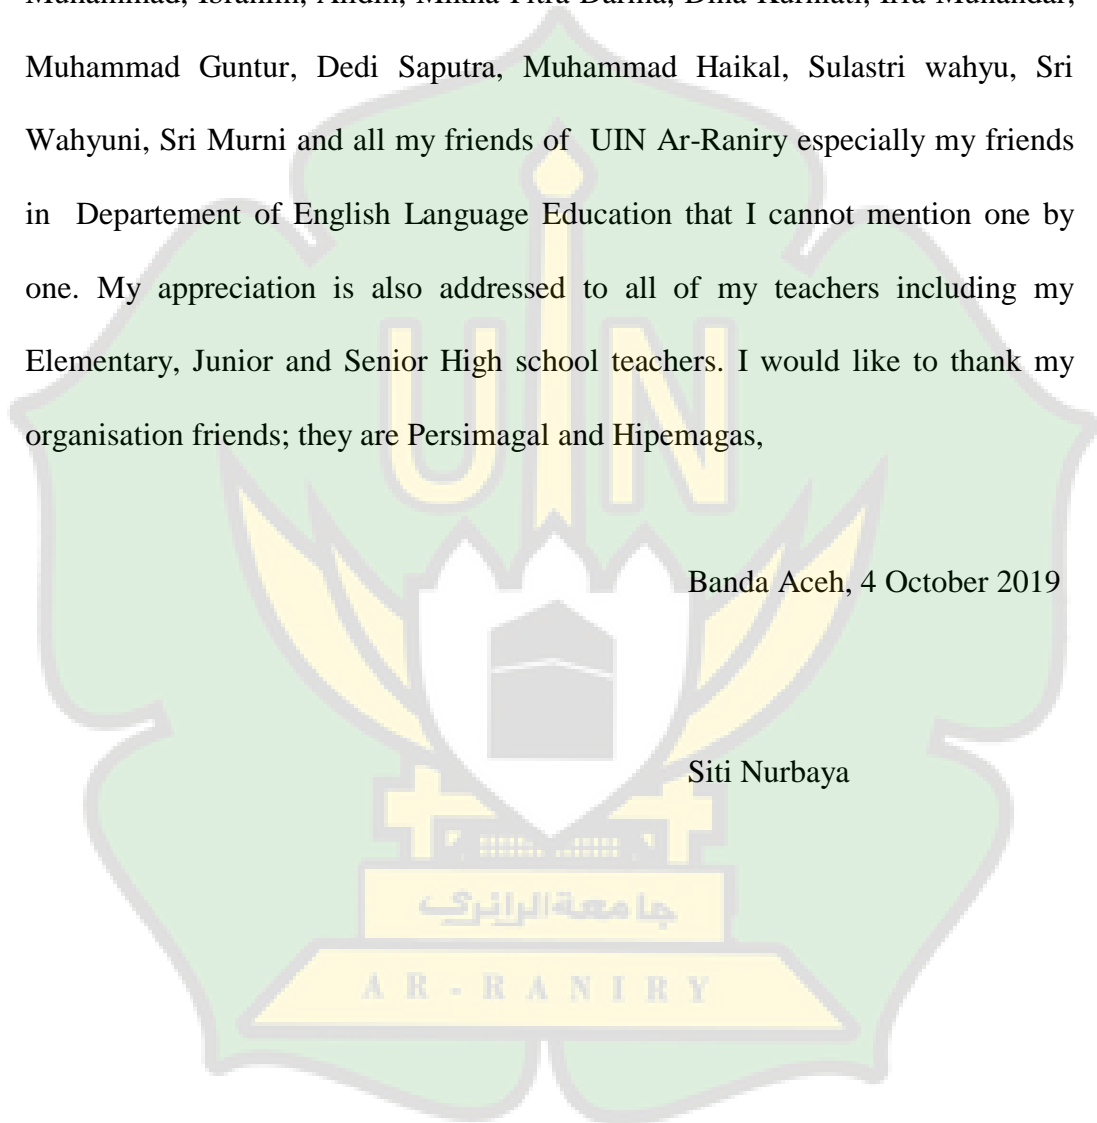 Muhammad Guntur, Dedi Saputra, Muhammad Haikal, Sulastri wahyu, Sri
Wahyuni, Sri Murni and all my friends of UIN Ar-Raniry especially my friends
in Departement of English Language Education that I cannot mention one by
one. My appreciation is also addressed to all of my teachers including my
Elementary, Junior and Senior High school teachers. I would like to thank my
organisation friends; they are Persimagal and Hipemagas,
UIN
Banda Aceh, 4 October 2019
Siti Nurbaya
جامعة الرانري
AR-RANIRY